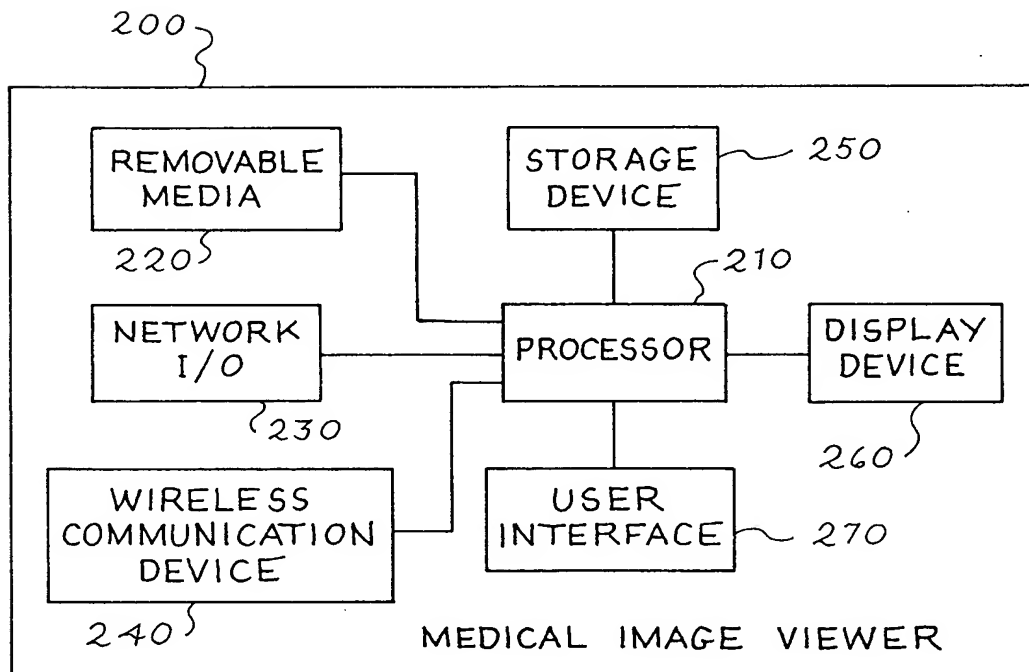 200
REMOVABLE
MEDIA
220
STORAGE
DEVICE
250
210
NETWORK
I/O
230
PROCESSOR
DISPLAY
DEVICE
260
WIRELESS
COMMUNICATION
DEVICE
240
USER
INTERFACE
270
MEDICAL IMAGE VIEWER